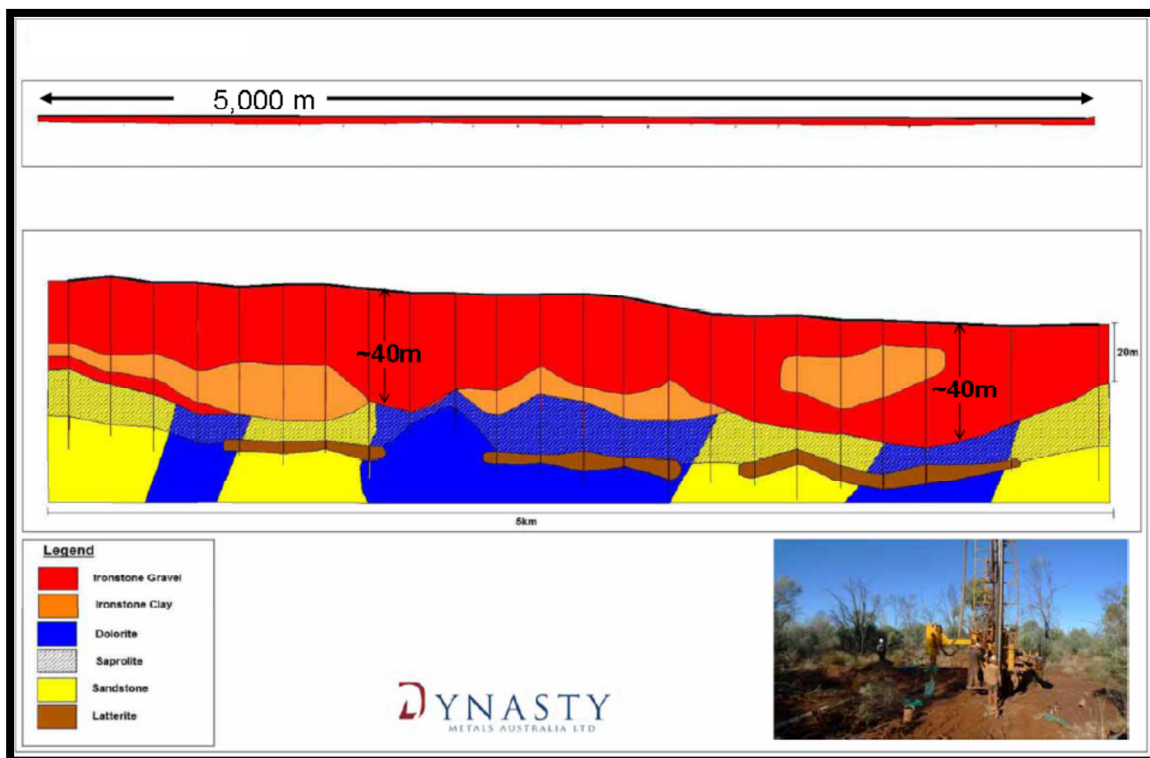 5,000 m
~40m
~40m
20m
5km
Legend
Ironstone Gravel
Ironstone Clay
Dolorite
Saprolite
Sandstone
Latterite
DYNASTY
METALS AUSTRALIA LTD